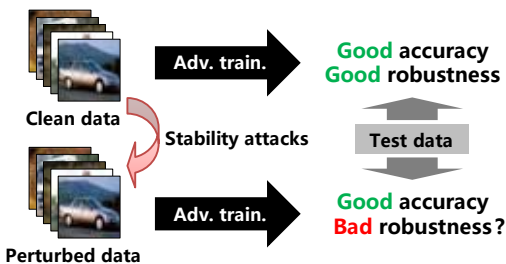 Adv. train.
Good accuracy
Good robustness
Clean data
Stability attacks
Test data
Adv. train.
Good accuracy
Bad robustness?
Perturbed data